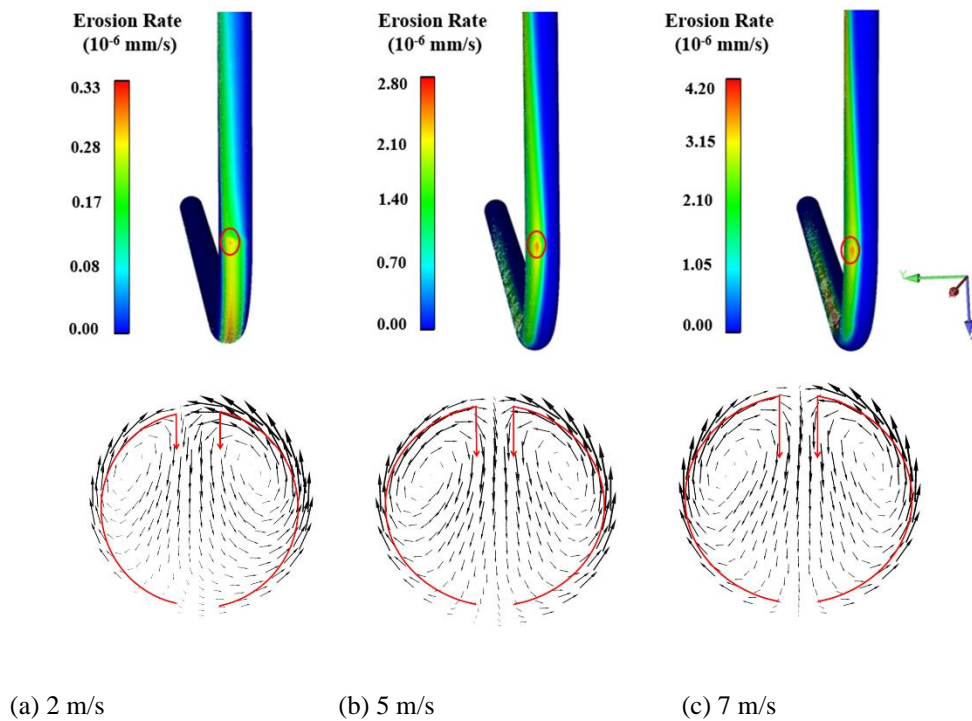 Erosion Rate
(10-6 mm/s)
0.33
0.28
0.17
0.08
0.00
Erosion Rate
(10-6 mm/s)
2.80
2.10
1.40
0.70
0.00
Erosion Rate
(10-6 mm/s)
4.20
3.15
2.10
1.05
0.00
Y
(a) 2 m/s
(b) 5 m/s
(c) 7 m/s